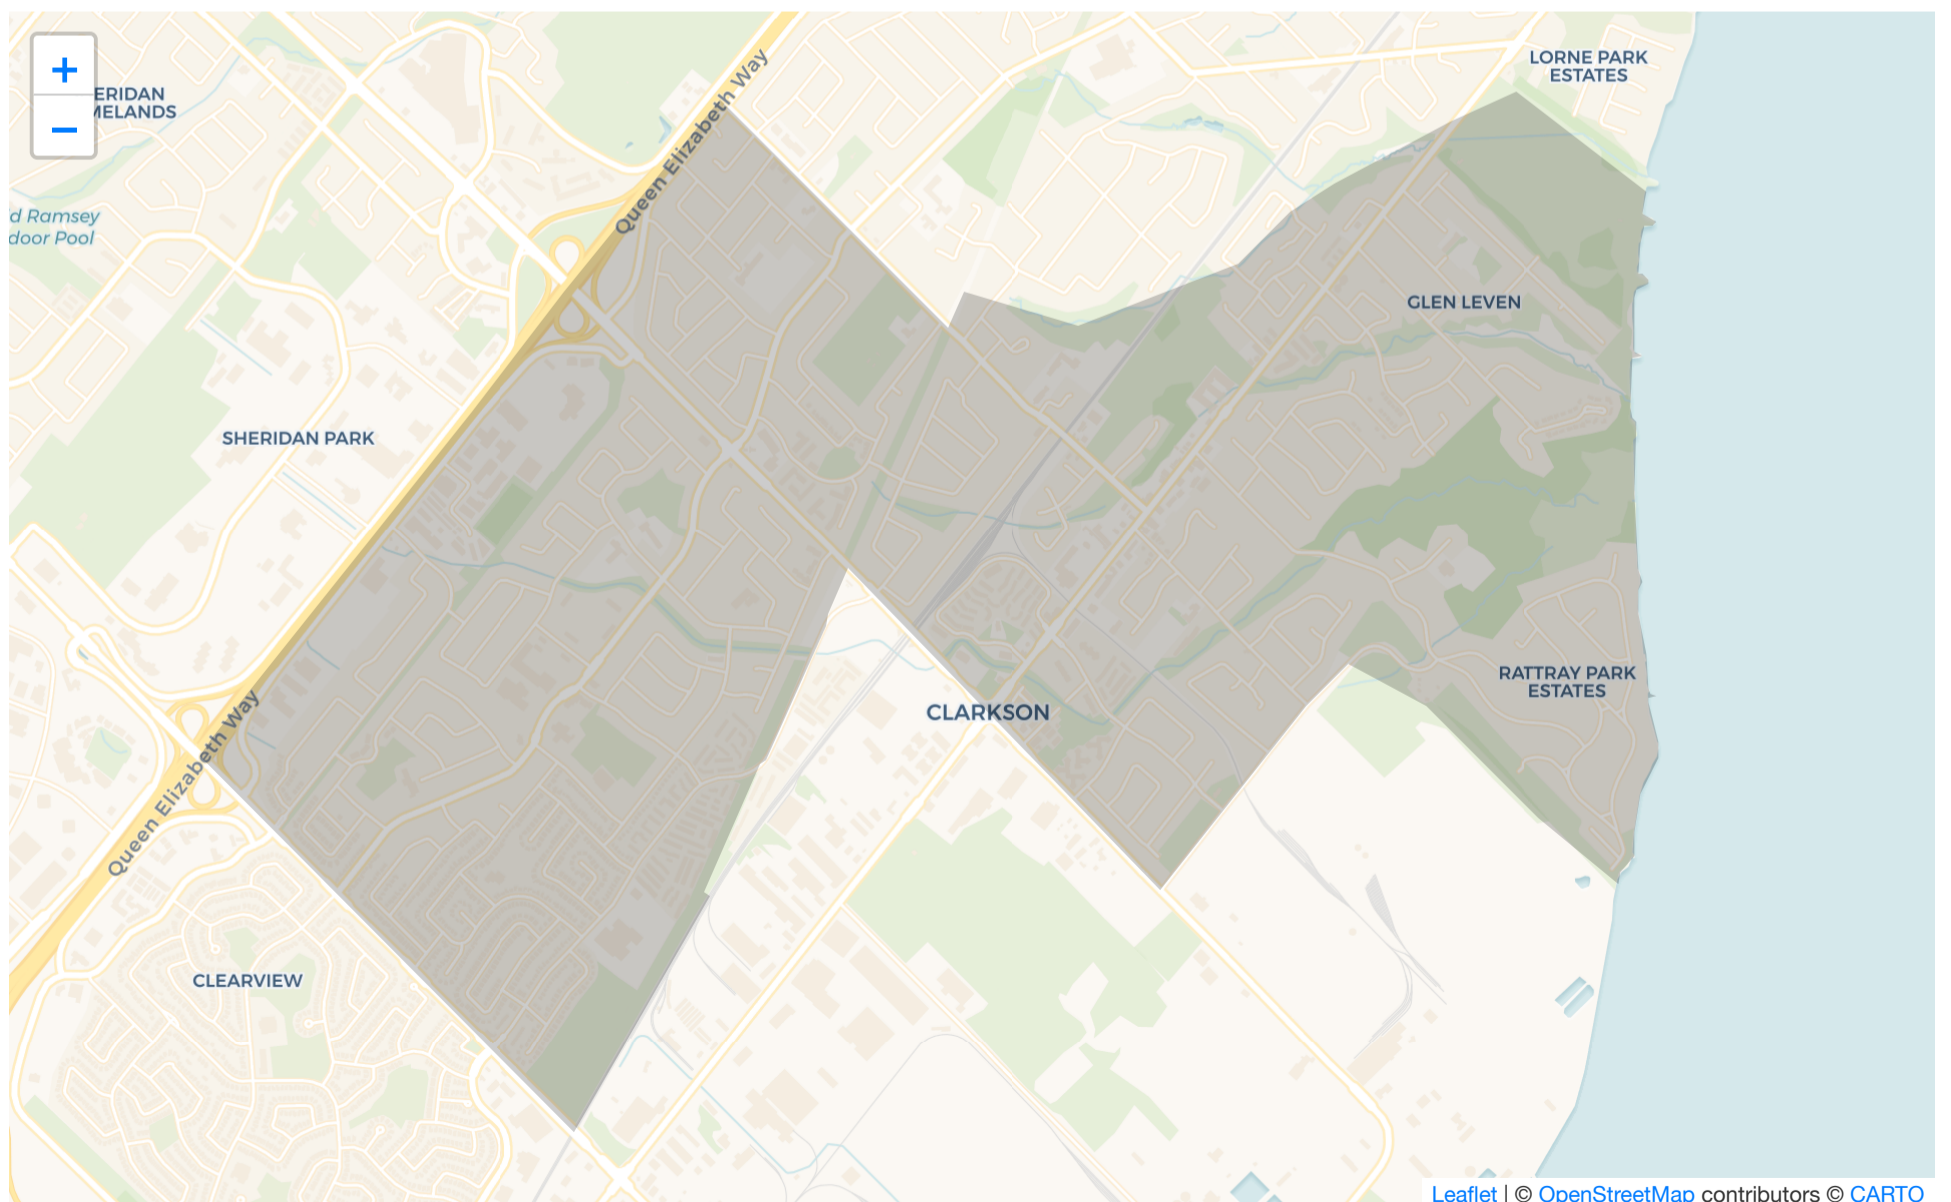 +
−
ERIDAN
MELANDS
Queen Elizabeth Way
LORNE PARK
ESTATES
d Ramsey
door Pool
GLEN LEVEN
SHERIDAN PARK
RATTRAY PARK
ESTATES
CLARKSON
Queen Elizabeth Way
CLEARVIEW
Leaflet | © OpenStreetMap contributors © CARTO